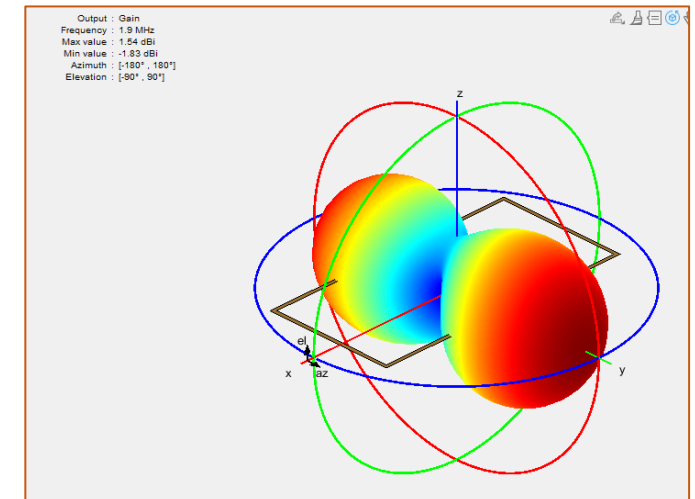 Output : Gain
Frequency : 1.9 MHz
Max value : 1.54 dBi
Min value : -1.83 dBi
Azimuth : [-180° , 180°]
Elevation : [-90° , 90°]
z
el
x
az
y